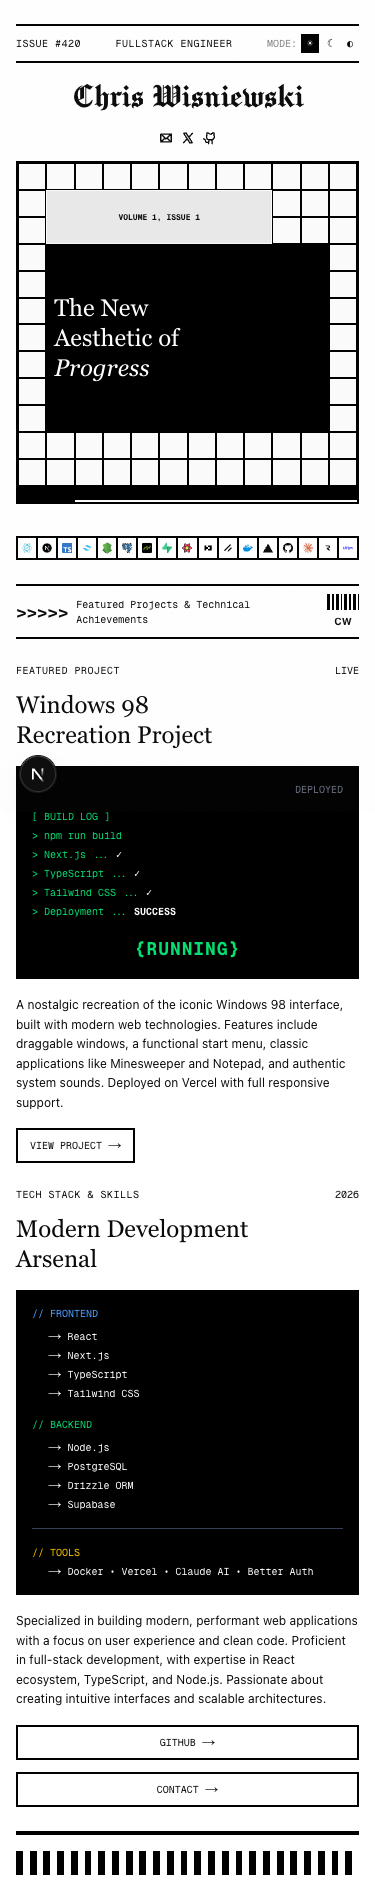 ISSUE #420 FULLSTACK ENGINEER MODE:
Chris Wisniewski
VOLUME 1, ISSUE 1
The New
Aesthetic of
Progress
TS
>>>>> Featured Projects & Technical
Achievements
CW
FEATURED PROJECT LIVE
Windows 98
Recreation Project
N
DEPLOYED
[ BUILD LOG ]
> npm run build
> Next.js ... ✓
> TypeScript ... ✓
> Tailwind CSS ... ✓
> Deployment ... SUCCESS
{RUNNING}
A nostalgic recreation of the iconic Windows 98 interface,
built with modern web technologies. Features include
draggable windows, a functional start menu, classic
applications like Minesweeper and Notepad, and authentic
system sounds. Deployed on Vercel with full responsive
support.
VIEW PROJECT →
TECH STACK & SKILLS 2026
Modern Development
Arsenal
// FRONTEND
→ React
→ Next.js
→ TypeScript
→ Tailwind CSS
// BACKEND
→ Node.js
→ PostgreSQL
→ Drizzle ORM
→ Supabase
// TOOLS
→ Docker • Vercel • Claude AI • Better Auth
Specialized in building modern, performant web applications
with a focus on user experience and clean code. Proficient
in full-stack development, with expertise in React
ecosystem, TypeScript, and Node.js. Passionate about
creating intuitive interfaces and scalable architectures.
GITHUB →
CONTACT →